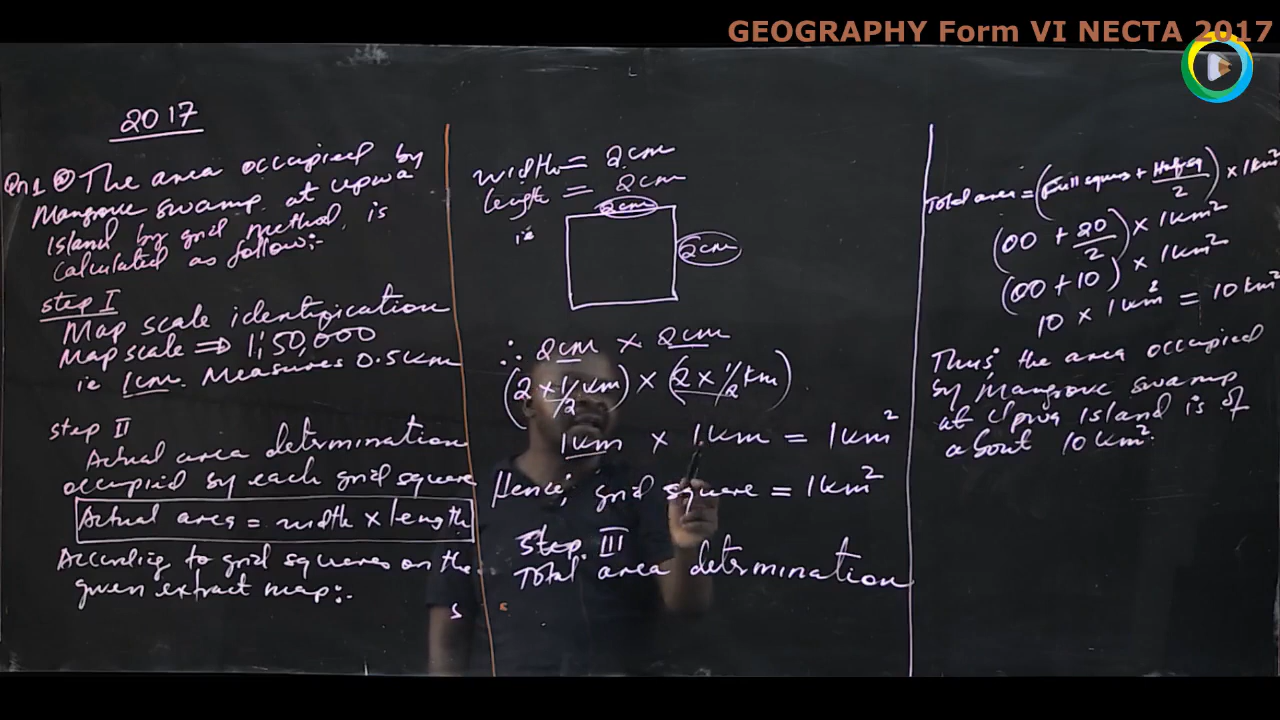 GEOGRAPHY Form VI NECTA 2017
2017
Qn1 @ The area occupied by
Mangrove swamp at Upwa
Island by grid method, is
Calculated as follow:-
step I
Map scale identification
Map scale ⇒ 1:50,000
ie 1cm. Measures 0.5km
step II
Actual area determination
occupied by each grid square
Actual area = width × length
According to grid squares on the
given extract map:-
width = 2cm
length = 2cm
ie
2cm
2cm
∴ 2cm × 2cm
(2 × 1/2 km) × (2 × 1/2 km)
1km × 1km = 1km²
Hence, grid square = 1km²
Step. III
Total area determination
Total area = (Full squres + /2) × 1km²
(00 + 20/2) × 1km²
(00 + 10) × 1km²
10 × 1km² = 10km²
Thus, the area occupied
by Mangrove swamp
at Upwa Island is of
about 10km².